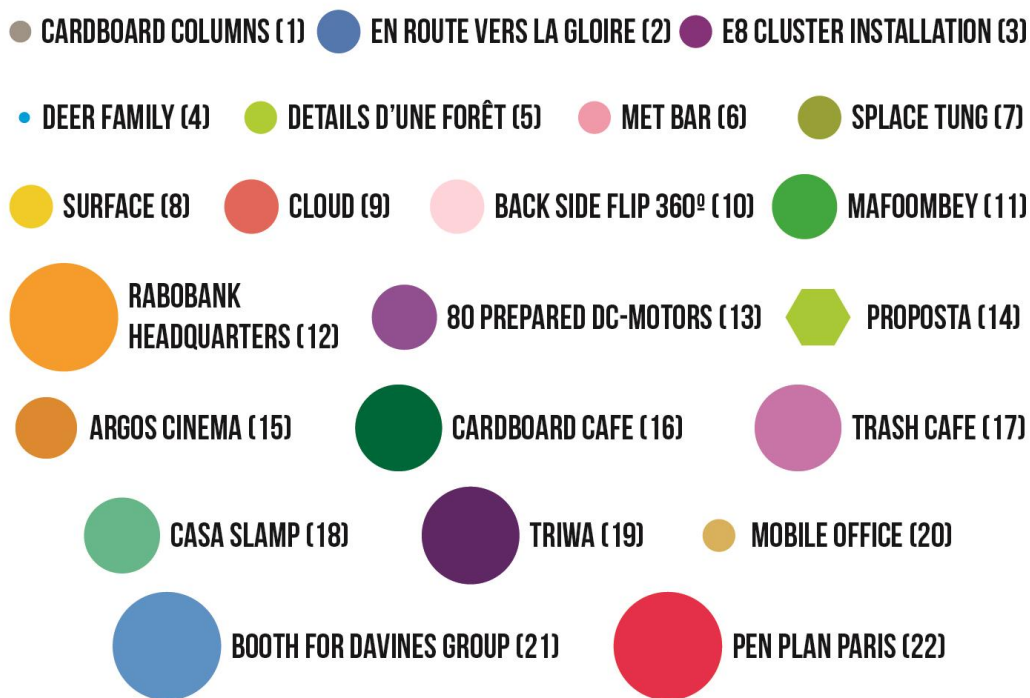 CARDBOARD COLUMNS (1) EN ROUTE VERS LA GLOIRE (2) E8 CLUSTER INSTALLATION (3)
DEER FAMILY (4) DETAILS D'UNE FORÊT (5) MET BAR (6) SPLACE TUNG (7)
SURFACE (8) CLOUD (9) BACK SIDE FLIP 360º (10) MAFOOMBEY (11)
RABOBANK
HEADQUARTERS (12) 80 PREPARED DC-MOTORS (13) PROPOSTA (14)
ARGOS CINEMA (15) CARDBOARD CAFE (16) TRASH CAFE (17)
CASA SLAMP (18) TRIWA (19) MOBILE OFFICE (20)
BOOTH FOR DAVINES GROUP (21) PEN PLAN PARIS (22)